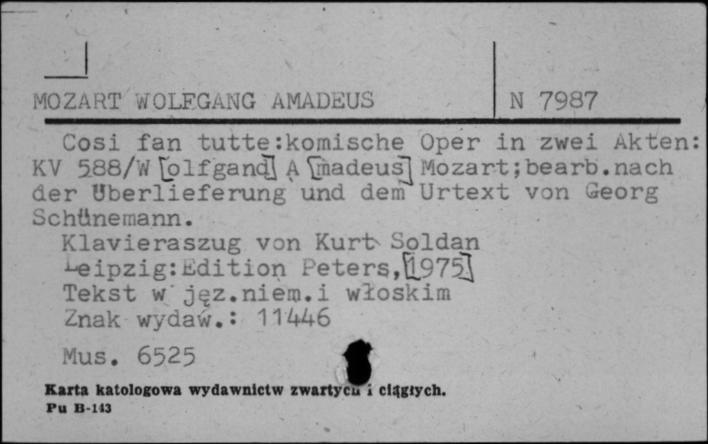 MOZART WOLFGANG AMADEUS N 7987
Cosi fan tutte:komische Oper in zwei Akten:
KV 588/W[olfgang] A[madeus] Mozart;bearb.nach
der Überlieferung und dem Urtext von Georg
Schünemann.
Klavieraszug von Kurt Soldan
Leipzig:Edition Peters,[1975]
Tekst w jęz.niem.i włoskim
Znak wydaw.: 11446
Mus. 6525
Karta katologowa wydawnictw zwartych i ciągłych.
Pu B-143